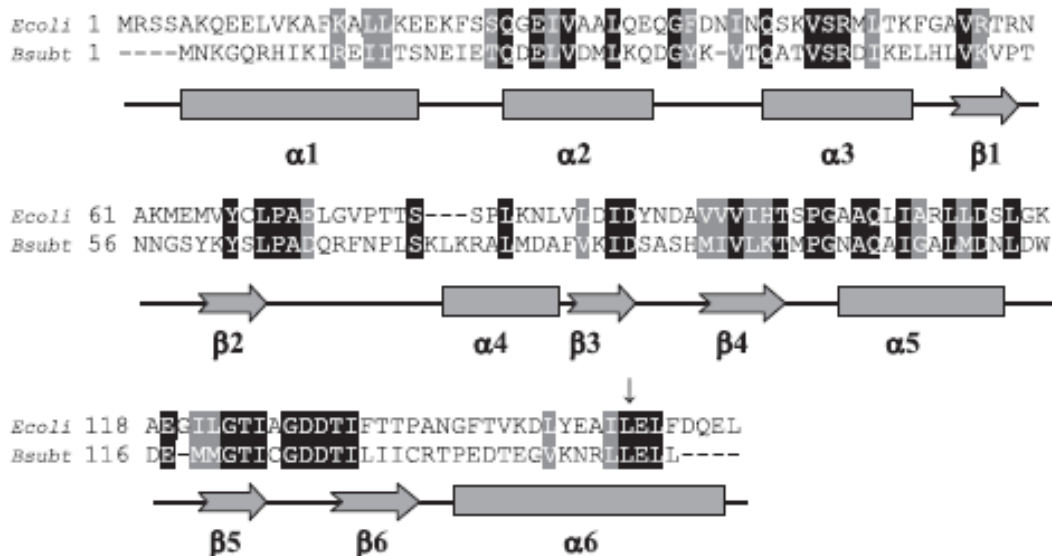 Ecoli 1 MRSSAKQEELVKAFKALLKEEKFSSQGEIVAALQEQGFDNINQSKVSRMLTKFGAVRTRN
Bsubt 1 ----MNKGQRHIKIREIITSNEIETQDELVDMLKQDGYK-VTQATVSRDIKELHLVKVPT
α1 α2 α3 β1
Ecoli 61 AKMEMVYCLPAELGVPTTS---SPLKNLVLDIDYNDAVVVIHTSPGAAQLIARLLDSLGK
Bsubt 56 NNGSYKYSLPADQRFNPLSKLKRALMDAFVKIDSASHMIVLKTMPGNAQAIGALMDNLDW
β2 α4 β3 β4 α5
Ecoli 118 AEGILGTIAGDDTIFTTPANGFTVKDLYEAILELFDQEL
Bsubt 116 DE-MMGTICGDDTILIICRTPEDTEGVKNRLLELL----
β5 β6 α6